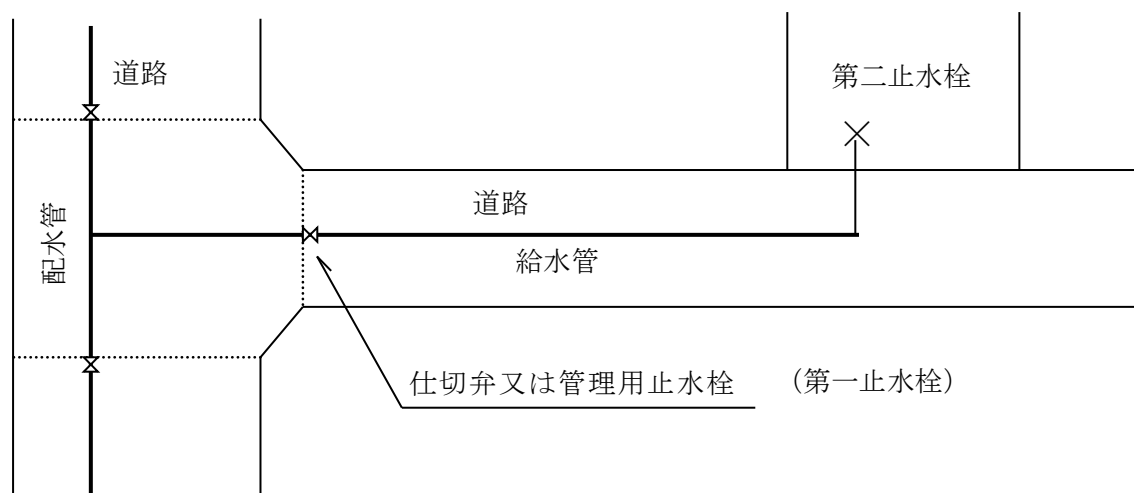 道路
第二止水栓
道路
配水管
給水管
仕切弁又は管理用止水栓 (第一止水栓)